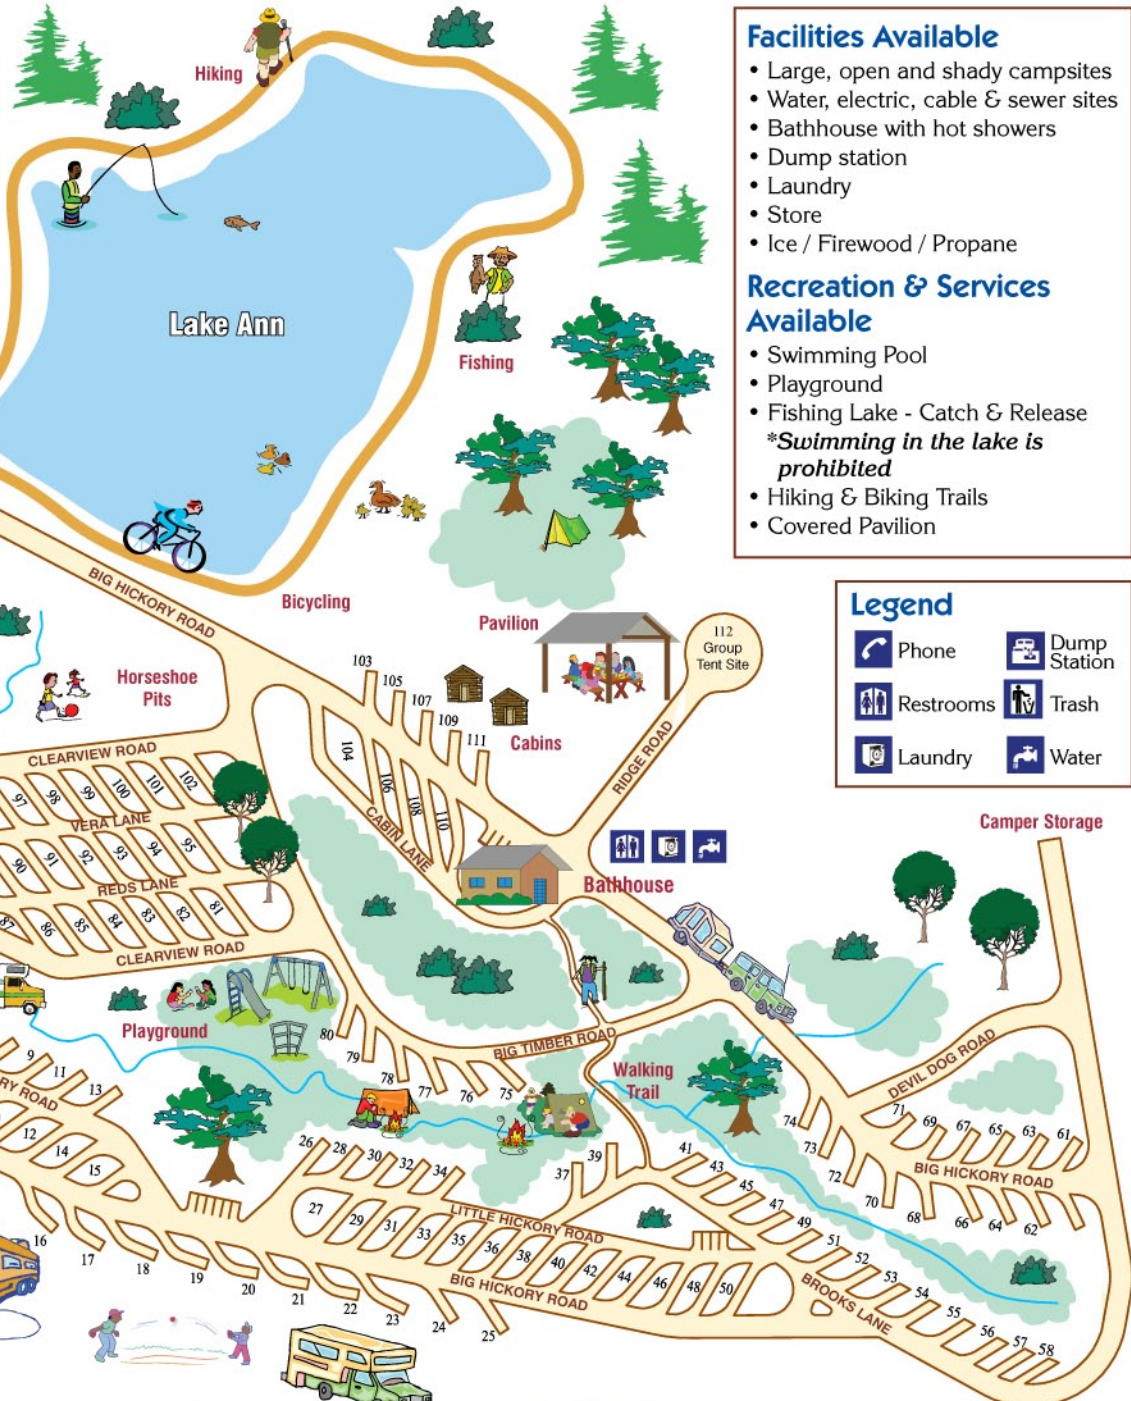 Facilities Available
• Large, open and shady campsites
• Water, electric, cable & sewer sites
• Bathhouse with hot showers
• Dump station
• Laundry
• Store
• Ice / Firewood / Propane
Recreation & Services
Available
• Swimming Pool
• Playground
• Fishing Lake - Catch & Release
*Swimming in the lake is
prohibited
• Hiking & Biking Trails
• Covered Pavilion
Legend
Phone
Dump
Station
Restrooms
Trash
Laundry
Water
Hiking
Lake Ann
Fishing
Bicycling
BIG HICKORY ROAD
Pavilion
112
Group
Tent Site
Horseshoe
Pits
103
105
107
109
111
Cabins
RIDGE ROAD
104
106
108
110
CABIN LANE
CLEARVIEW ROAD
97
98
99
100
101
102
VERA LANE
90
91
92
93
94
95
REDS LANE
87
86
85
84
83
82
81
CLEARVIEW ROAD
Bathhouse
Camper Storage
Playground
80
79
78
77
76
75
BIG TIMBER ROAD
Walking
Trail
DEVIL DOG ROAD
9
11
13
RY ROAD
12
14
15
74
73
72
70
68
66
64
62
71
69
67
65
63
61
BIG HICKORY ROAD
26
28
30
32
34
37
39
41
43
45
47
49
51
52
53
54
55
56
57
58
27
29
31
33
35
36
38
40
42
44
46
48
50
LITTLE HICKORY ROAD
BIG HICKORY ROAD
BROOKS LANE
16
17
18
19
20
21
22
23
24
25